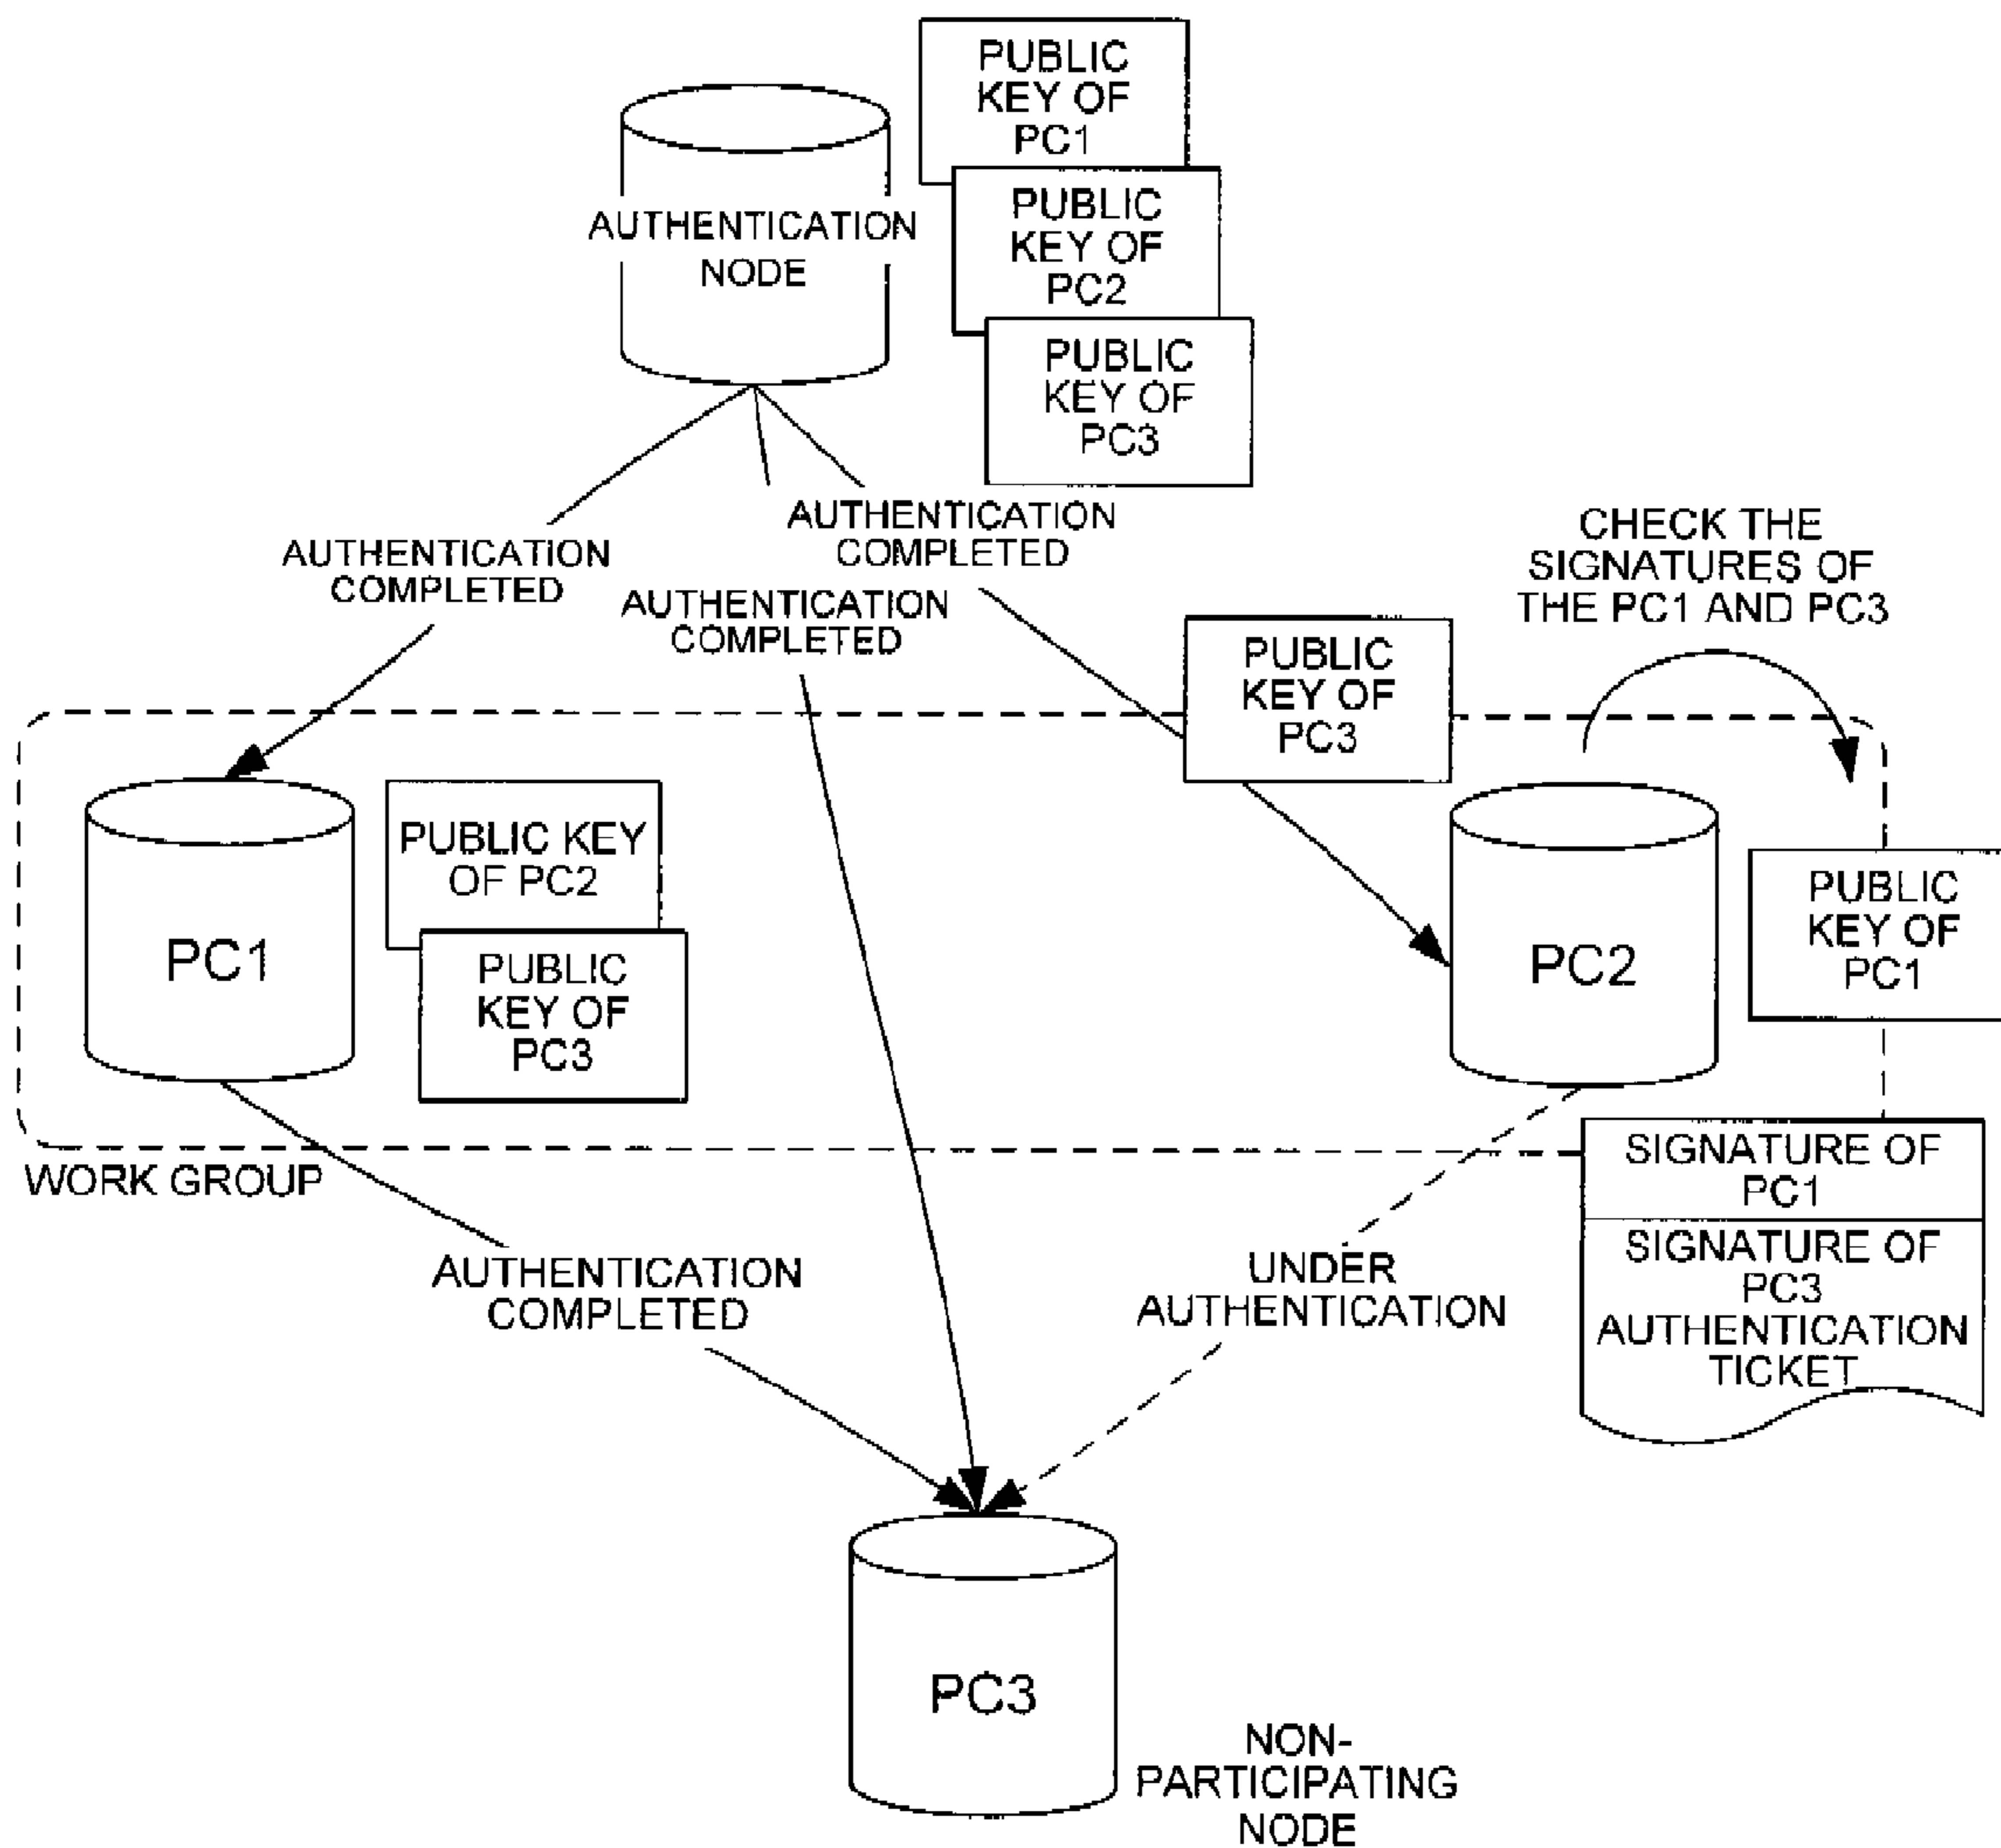 PUBLIC
KEY OF
PC1
PUBLIC
KEY OF
PC2
PUBLIC
KEY OF
PC3
AUTHENTICATION
NODE
AUTHENTICATION
COMPLETED
AUTHENTICATION
COMPLETED
AUTHENTICATION
COMPLETED
CHECK THE
SIGNATURES OF
THE PC1 AND PC3
PUBLIC
KEY OF
PC3
PC1
PUBLIC KEY
OF PC2
PUBLIC
KEY OF
PC3
PC2
PUBLIC
KEY OF
PC1
WORK GROUP
SIGNATURE OF
PC1
SIGNATURE OF
PC3
AUTHENTICATION
TICKET
AUTHENTICATION
COMPLETED
UNDER
AUTHENTICATION
PC3
NON-
PARTICIPATING
NODE